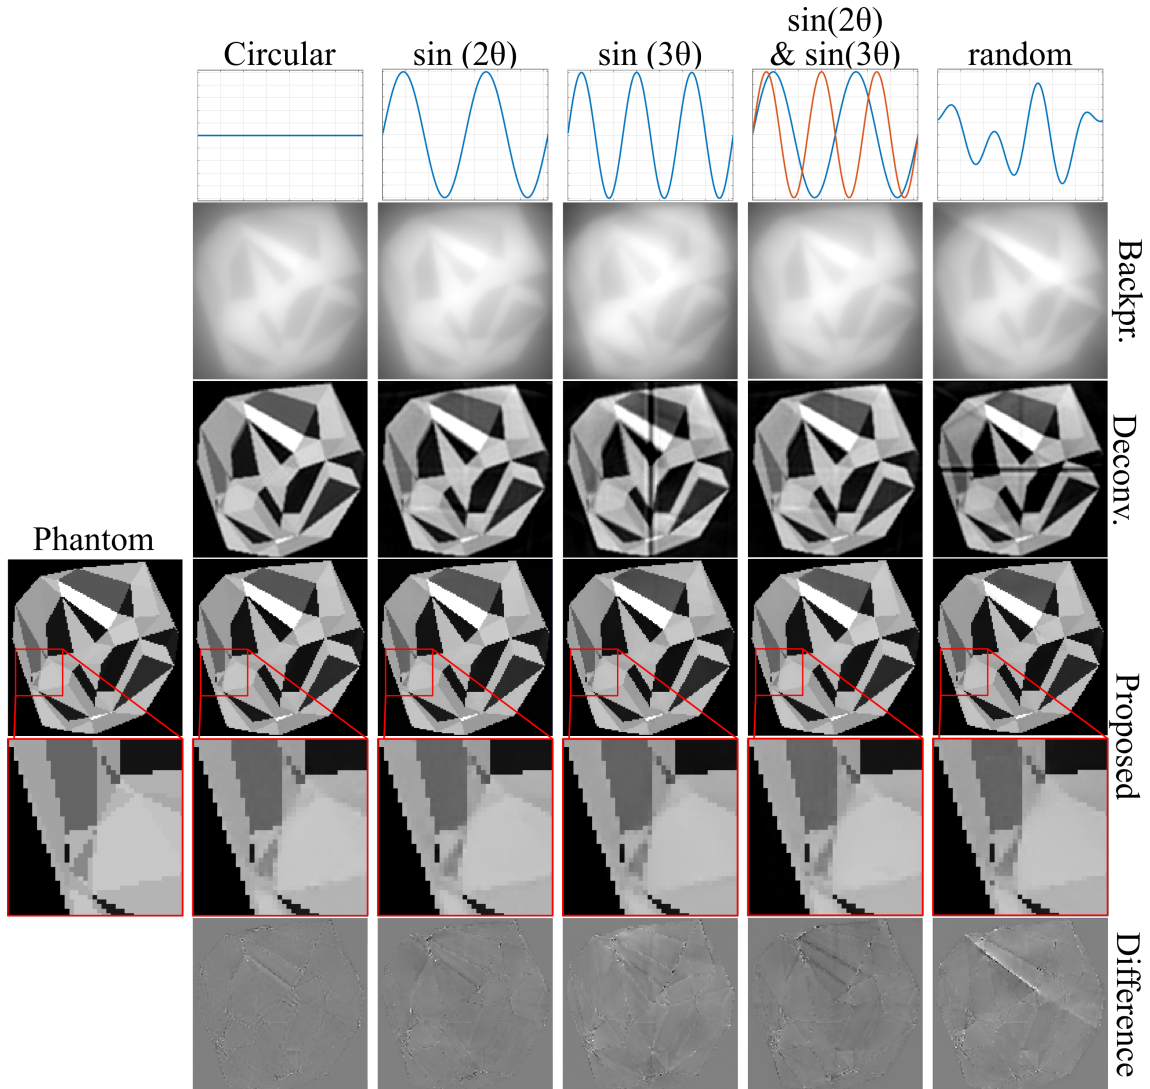 Circular
sin (2θ)
sin (3θ)
sin(2θ)
& sin(3θ)
random
Backpr.
Deconv.
Phantom
Proposed
Difference